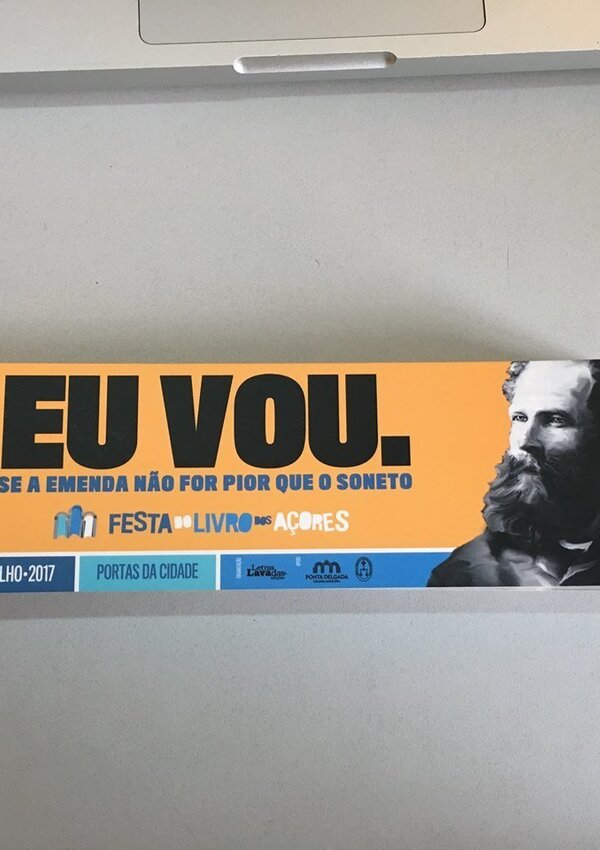 EU VOU.
SE A EMENDA NÃO FOR PIOR QUE O SONETO
FESTA DO LIVRO DOS AÇORES
LHO•2017 PORTAS DA CIDADE
Letras
Lavadas
PONTA DELGADA